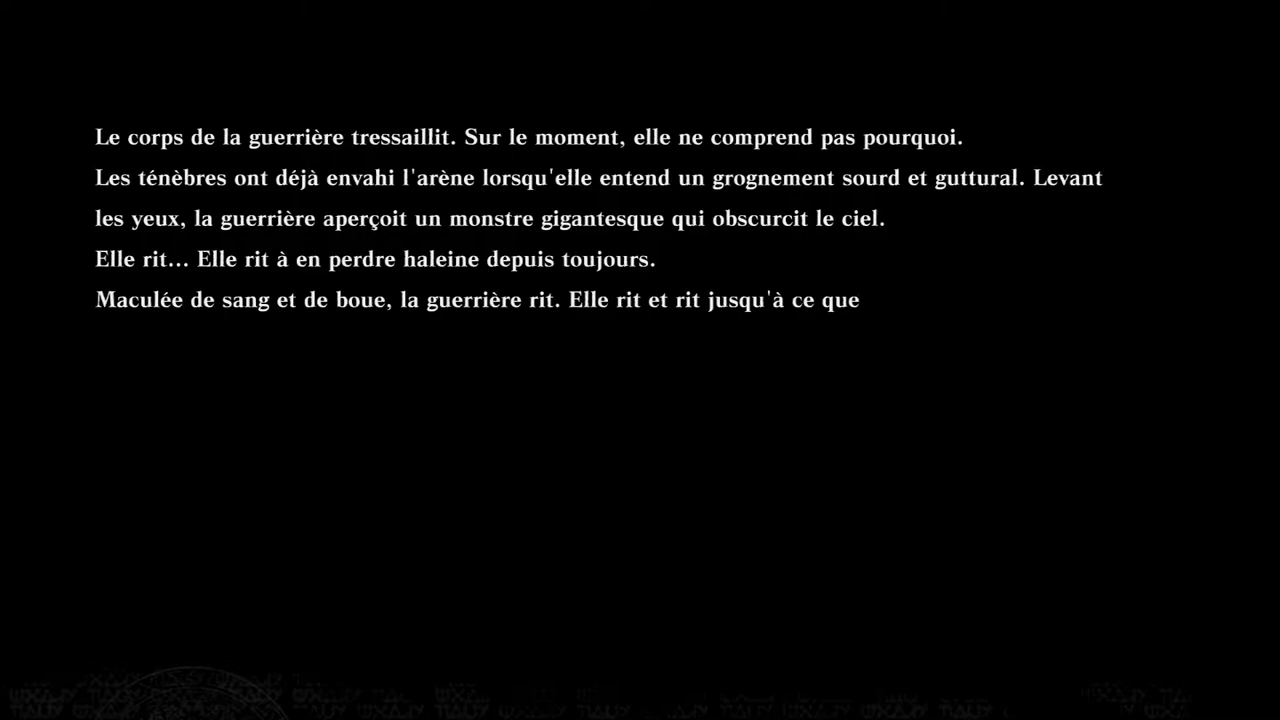 Le corps de la guerrière tressaillit. Sur le moment, elle ne comprend pas pourquoi.
Les ténèbres ont déjà envahi l'arène lorsqu'elle entend un grognement sourd et guttural. Levant
les yeux, la guerrière aperçoit un monstre gigantesque qui obscurcit le ciel.
Elle rit... Elle rit à en perdre haleine depuis toujours.
Maculée de sang et de boue, la guerrière rit. Elle rit et rit jusqu'à ce que